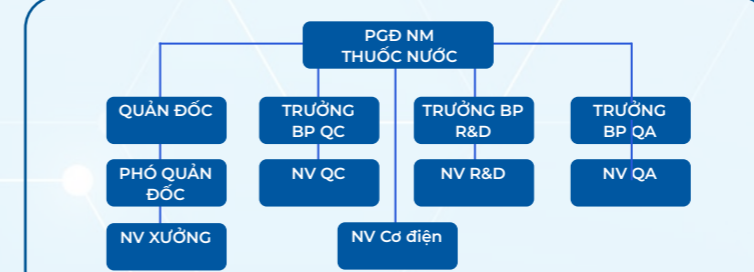 PGĐ NM
THUỐC NƯỚC
QUẢN ĐỐC
TRƯỞNG
BP QC
TRƯỞNG BP
R&D
TRƯỞNG
BP QA
PHÓ QUẢN
ĐỐC
NV QC
NV R&D
NV QA
NV XƯỞNG
NV Cơ điện